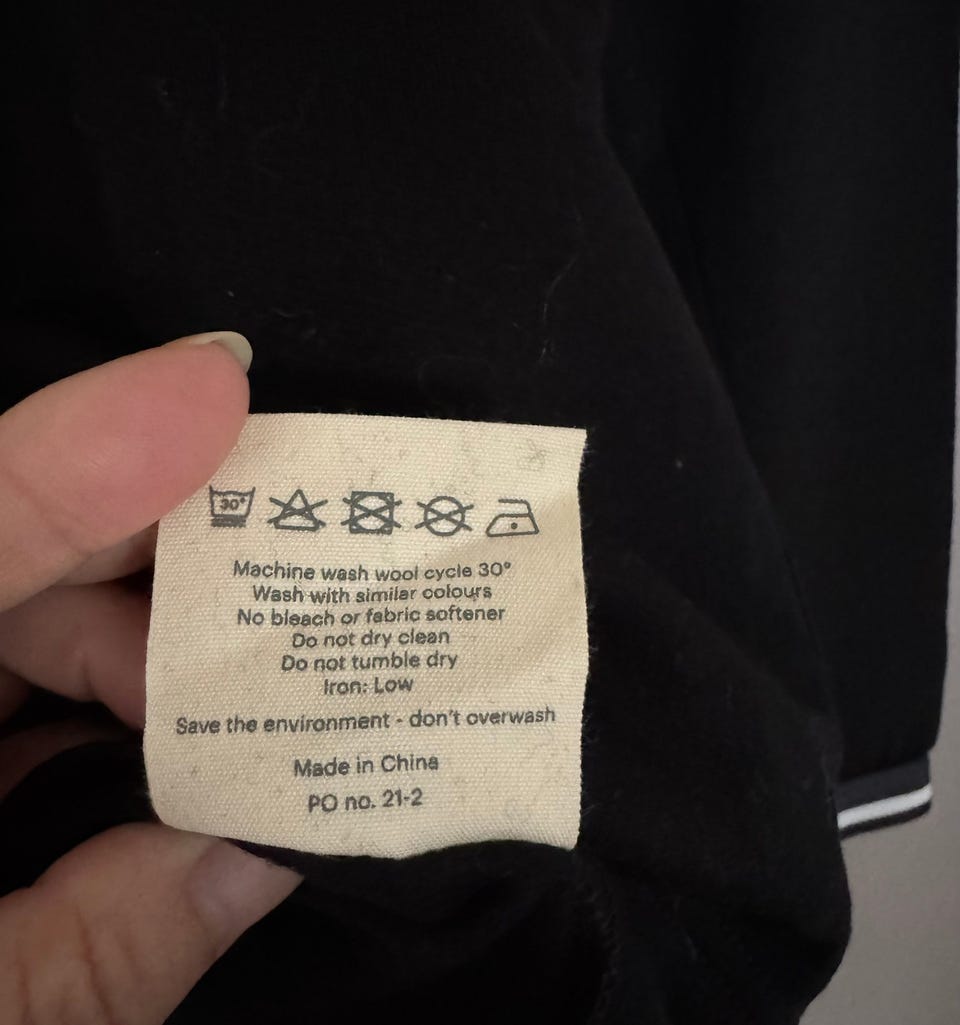 30°
Machine wash wool cycle 30°
Wash with similar colours
No bleach or fabric softener
Do not dry clean
Do not tumble dry
Iron: Low
Save the environment - don't overwash
Made in China
PO no. 21-2